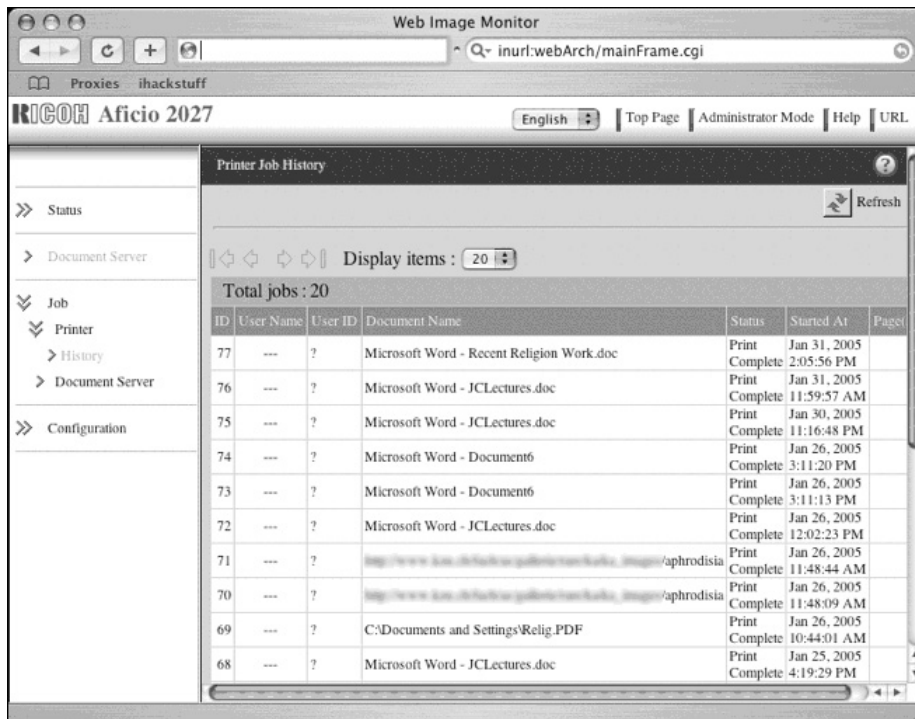 Web Image Monitor
inurl:webArch/mainFrame.cgi
Proxies ihackstuff
RICOH Aficio 2027
English Top Page Administrator Mode Help URL
Printer Job History
Refresh
Status
Document Server
Job
Printer
History
Document Server
Configuration
Display items : 20
Total jobs : 20
ID User Name User ID Document Name Status Started At Page(
77 --- ? Microsoft Word - Recent Religion Work.doc Print Complete Jan 31, 2005 2:05:56 PM
76 --- ? Microsoft Word - JCLectures.doc Print Complete Jan 31, 2005 11:59:57 AM
75 --- ? Microsoft Word - JCLectures.doc Print Complete Jan 30, 2005 11:16:48 PM
74 --- ? Microsoft Word - Document6 Print Complete Jan 26, 2005 3:11:20 PM
73 --- ? Microsoft Word - Document6 Print Complete Jan 26, 2005 3:11:13 PM
72 --- ? Microsoft Word - JCLectures.doc Print Complete Jan 26, 2005 12:02:23 PM
71 --- ? /aphrodisia Print Complete Jan 26, 2005 11:48:44 AM
70 --- ? /aphrodisia Print Complete Jan 26, 2005 11:48:09 AM
69 --- ? C:\Documents and Settings\Relig.PDF Print Complete Jan 26, 2005 10:44:01 AM
68 --- ? Microsoft Word - JCLectures.doc Print Complete Jan 25, 2005 4:19:29 PM